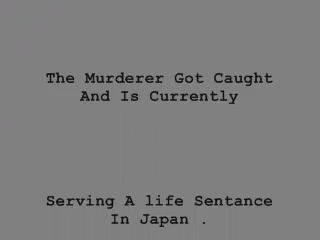 The Murderer Got Caught
And Is Currently
Serving A life Sentance
In Japan .